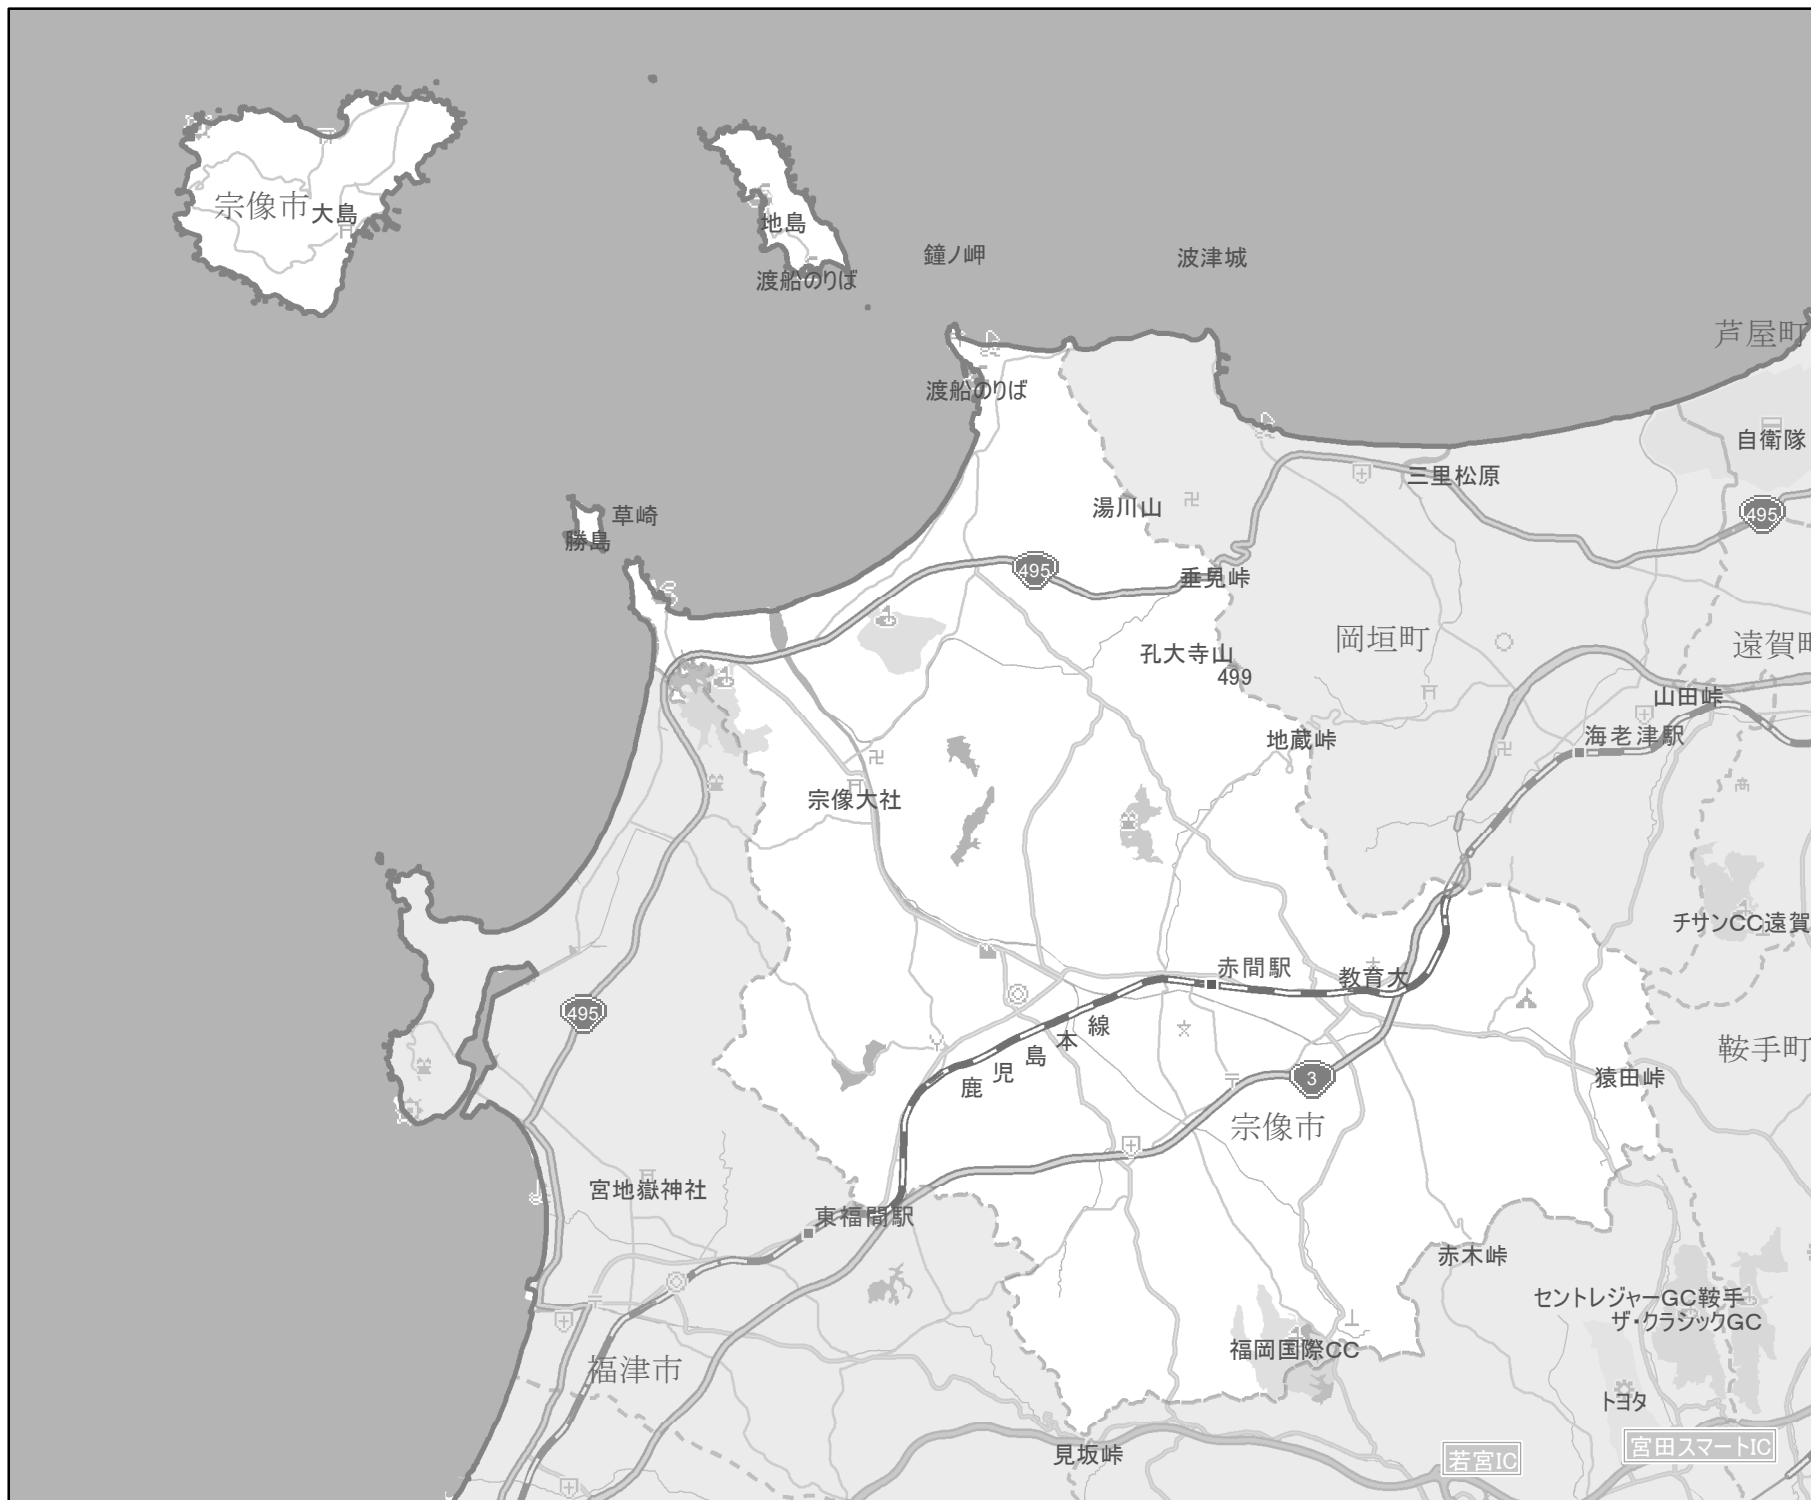 宗像市
大島
地島
渡船のりば
鐘ノ岬
波津城
芦屋町
渡船のりば
自衛隊
三里松原
湯川山
495
草崎
勝島
495
垂見峠
岡垣町
遠賀町
孔大寺山
499
山田峠
地蔵峠
海老津駅
宗像大社
チサンCC遠賀
赤間駅
教育大
495
鹿児島本線
鞍手町
猿田峠
3
宗像市
宮地嶽神社
東福間駅
赤木峠
セントレジャーGC鞍手
ザ・クラシックGC
福岡国際CC
福津市
トヨタ
見坂峠
若宮IC
宮田スマートIC